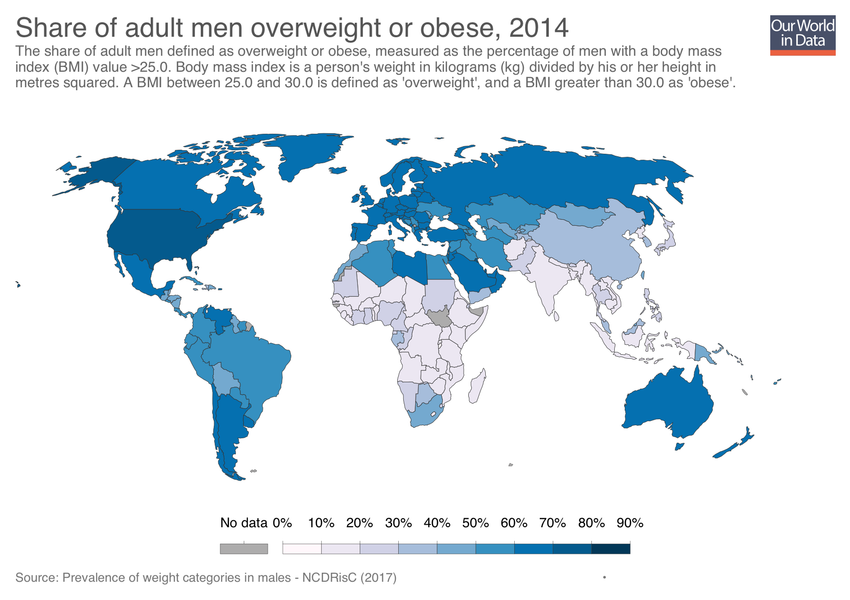 Share of adult men overweight or obese, 2014
Our World
in Data
The share of adult men defined as overweight or obese, measured as the percentage of men with a body mass
index (BMI) value >25.0. Body mass index is a person's weight in kilograms (kg) divided by his or her height in
metres squared. A BMI between 25.0 and 30.0 is defined as 'overweight', and a BMI greater than 30.0 as 'obese'.
No data 0% 10% 20% 30% 40% 50% 60% 70% 80% 90%
Source: Prevalence of weight categories in males - NCDRisC (2017)